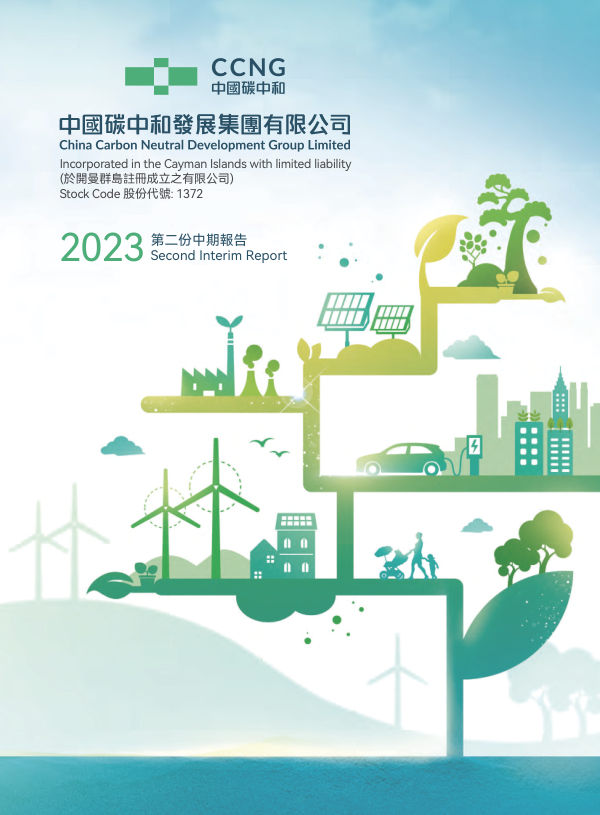 CCNG
中國碳中和
中國碳中和發展集團有限公司
China Carbon Neutral Development Group Limited
Incorporated in the Cayman Islands with limited liability
(於開曼群島註冊成立之有限公司)
Stock Code 股份代號: 1372
2023 第二份中期報告
Second Interim Report